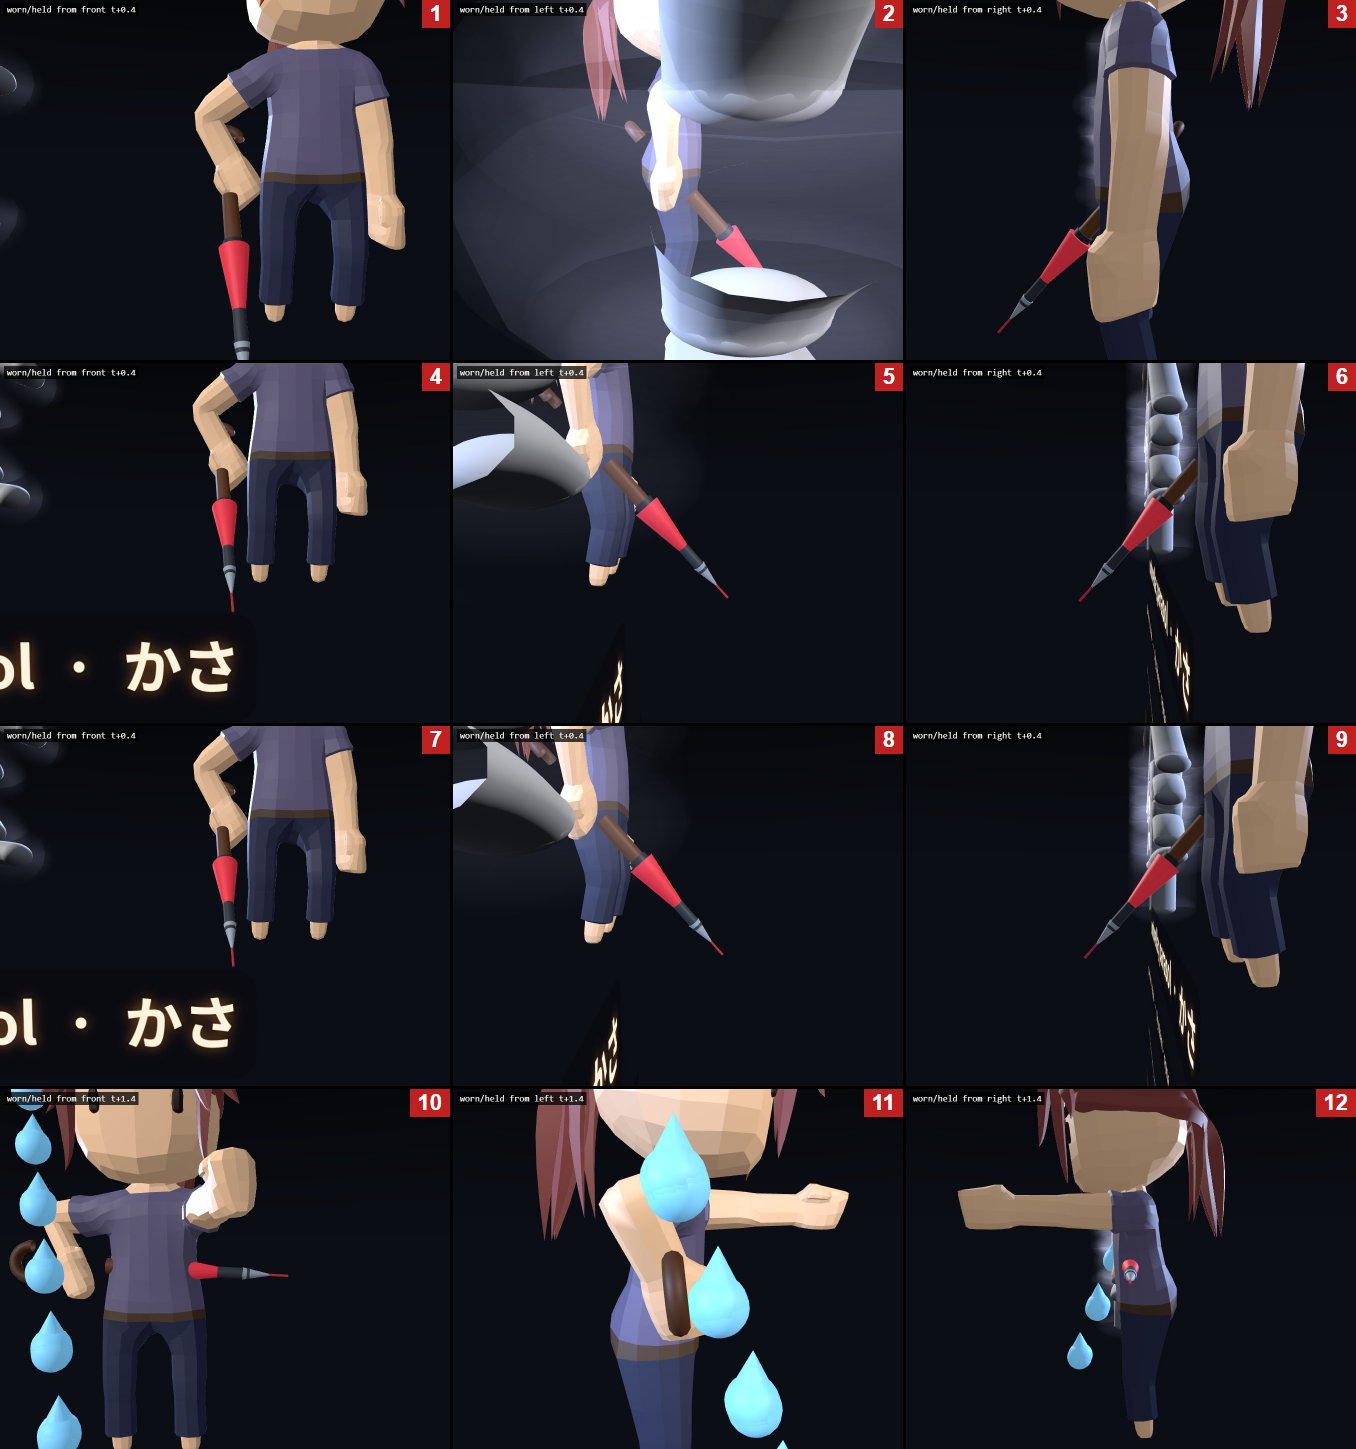 worn/held from front t+0.4
1
worn/held from left t+0.4
2
worn/held from right t+0.4
3
worn/held from front t+0.4
4
worn/held from left t+0.4
5
worn/held from right t+0.4
6
ol · かさ
worn/held from front t+0.4
7
worn/held from left t+0.4
8
worn/held from right t+0.4
9
ol · かさ
worn/held from front t+1.4
10
worn/held from left t+1.4
11
worn/held from right t+1.4
12